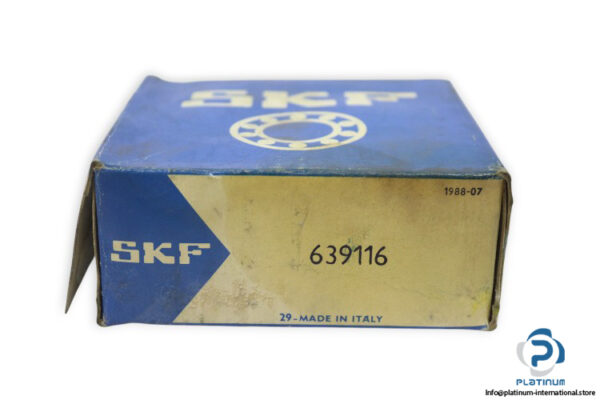 SKF
1988-07
SKF
639116
29-MADE IN ITALY
PLATINUM
Info@platinum-international.store